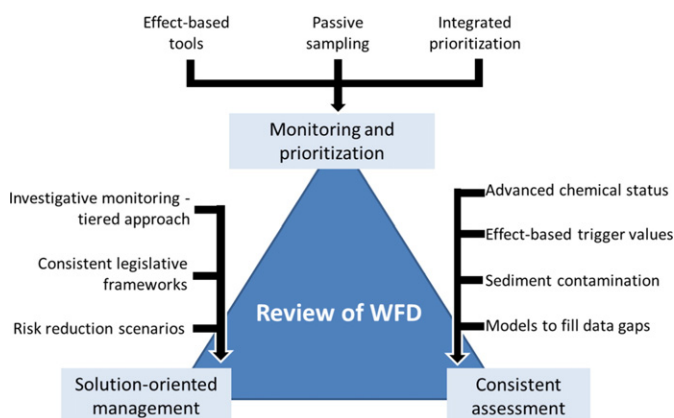 Effect-based
tools
Passive
sampling
Integrated
prioritization
Monitoring and
prioritization
Investigative monitoring -
tiered approach
Consistent legislative
frameworks
Risk reduction scenarios
Advanced chemical status
Effect-based trigger values
Sediment contamination
Models to fill data gaps
Review of WFD
Solution-oriented
management
Consistent
assessment